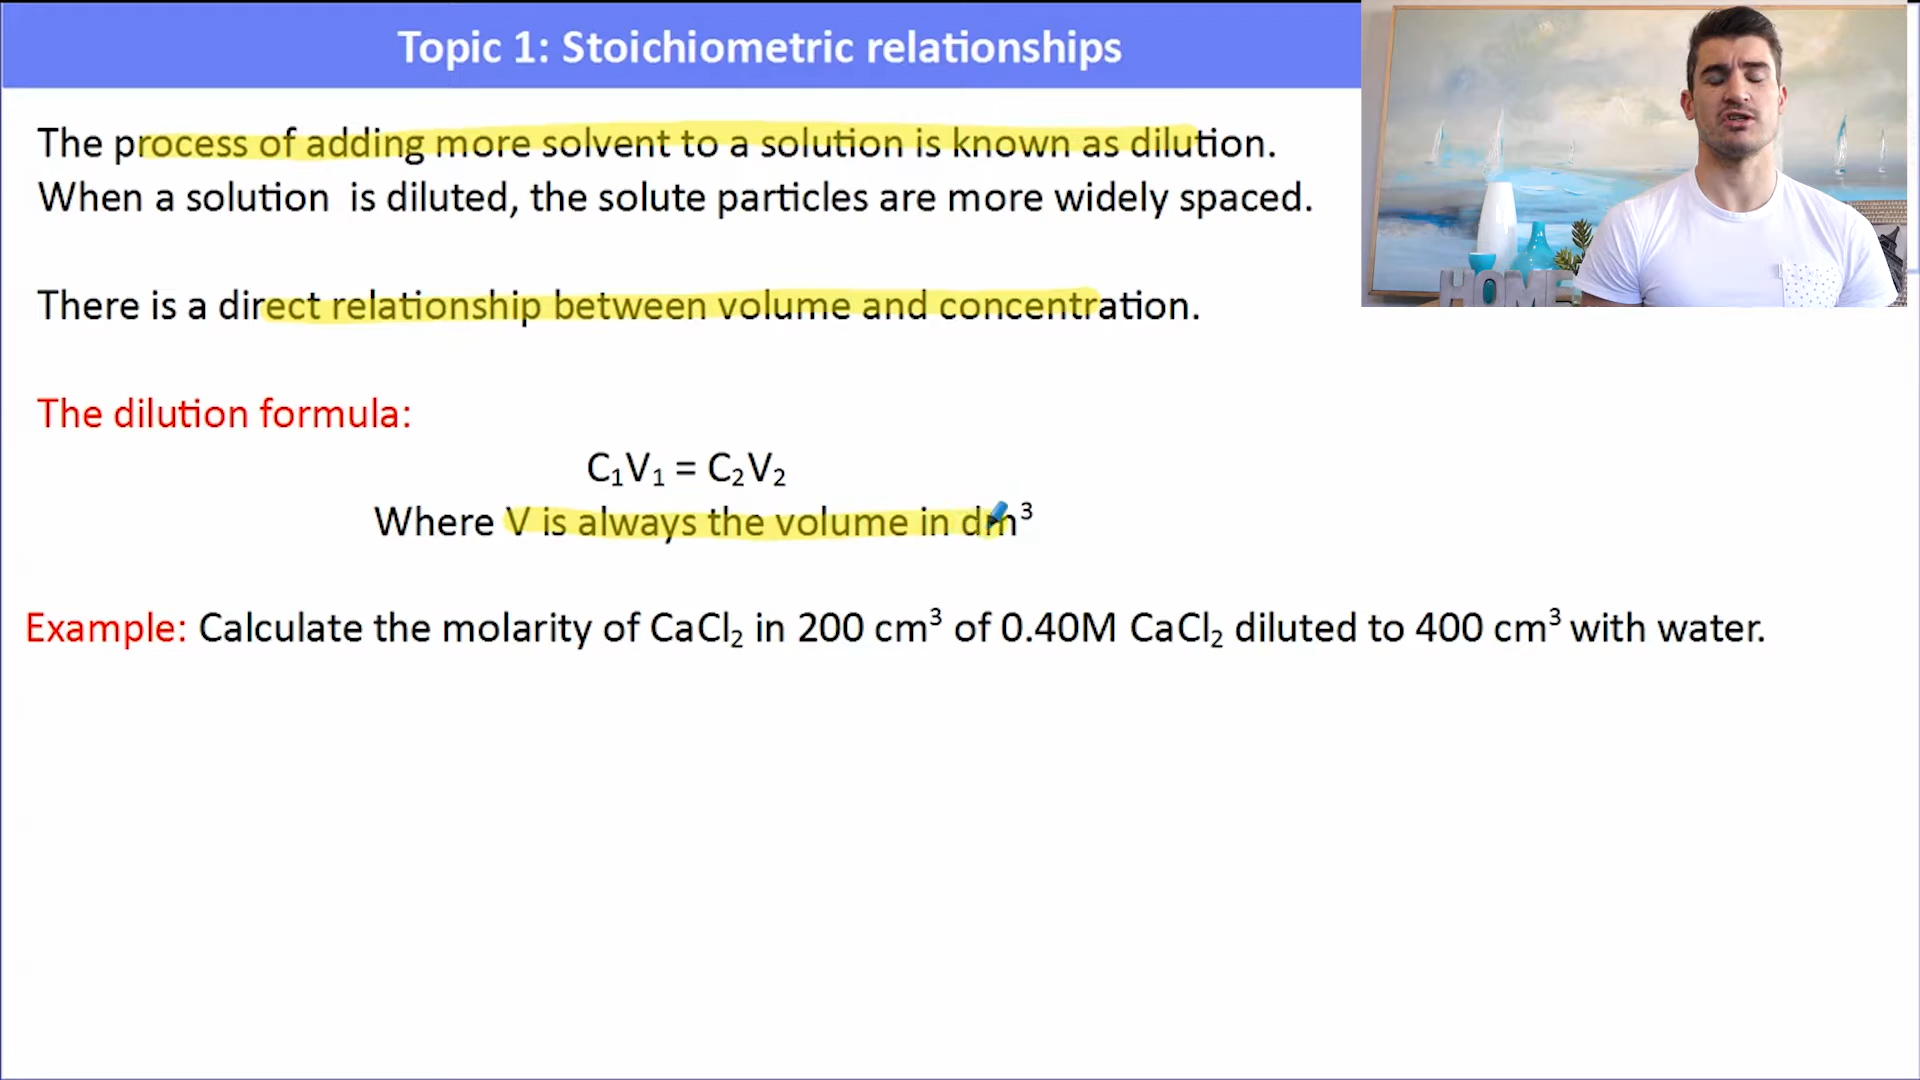 Topic 1: Stoichiometric relationships
The process of adding more solvent to a solution is known as dilution.
When a solution  is diluted, the solute particles are more widely spaced.
There is a direct relationship between volume and concentration.
The dilution formula:
C₁V₁ = C₂V₂
Where V is always the volume in dm³
Example: Calculate the molarity of CaCl₂ in 200 cm³ of 0.40M CaCl₂ diluted to 400 cm³ with water.
HOME